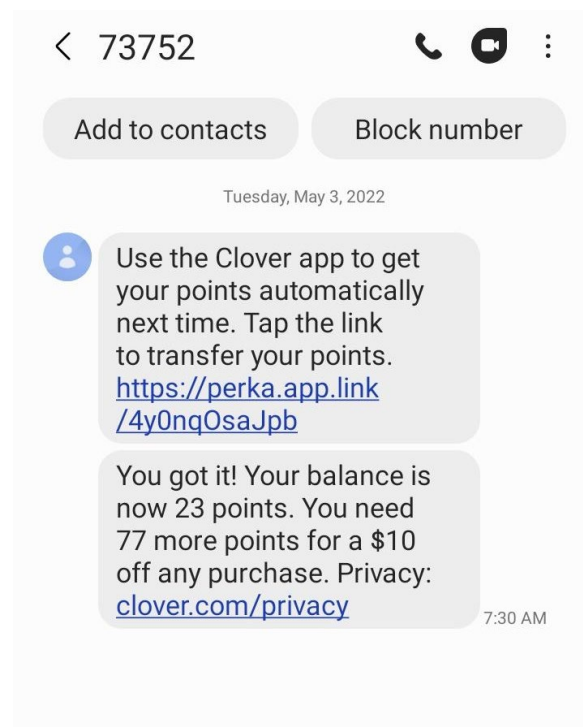 73752
Add to contacts
Block number
Tuesday, May 3, 2022
Use the Clover app to get
your points automatically
next time. Tap the link
to transfer your points.
https://perka.app.link
/4y0nqOsaJpb
You got it! Your balance is
now 23 points. You need
77 more points for a $10
off any purchase. Privacy:
clover.com/privacy
7:30 AM